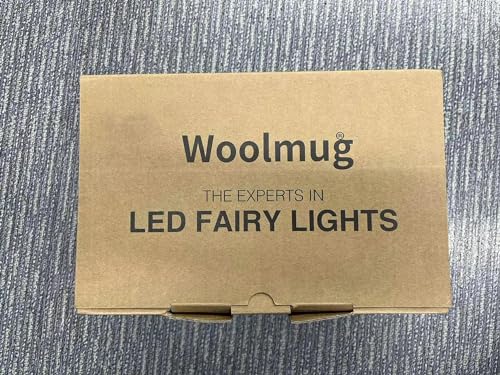 Woolmug®
THE EXPERTS IN
LED FAIRY LIGHTS